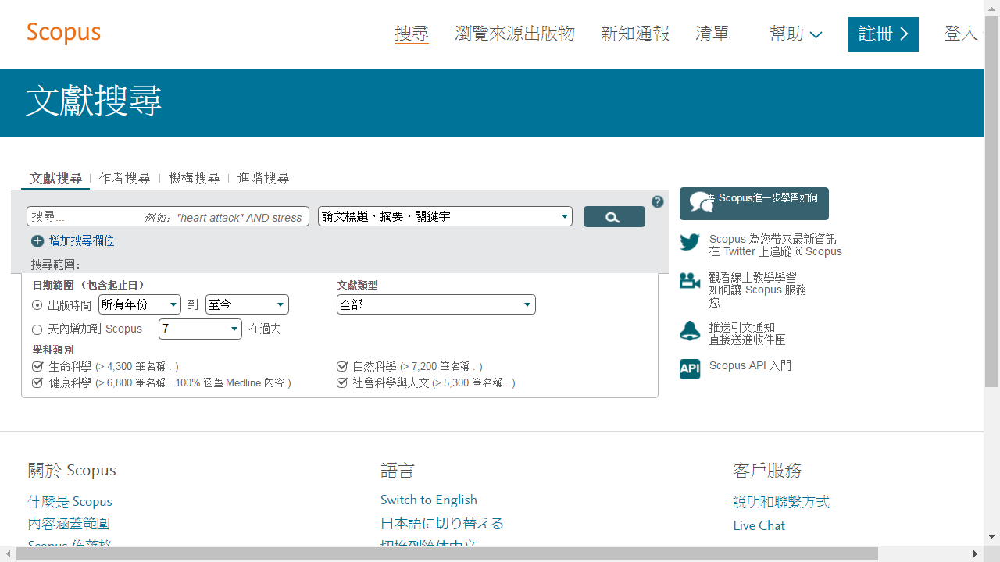 Scopus
搜尋
瀏覽來源出版物
新知通報
清單
幫助
註冊
登入
文獻搜尋
文獻搜尋
作者搜尋
機構搜尋
進階搜尋
搜尋... 例如："heart attack" AND stress
論文標題、摘要、關鍵字
增加搜尋欄位
搜尋範圍：
日期範圍 （包含起止日）
文獻類型
出版時間 所有年份 到 至今
全部
天內增加到 Scopus 7 在過去
學科類別
生命科學 (> 4,300 筆名稱 . )
自然科學 (> 7,200 筆名稱 . )
健康科學 (> 6,800 筆名稱 . 100% 涵蓋 Medline 內容 )
社會科學與人文 (> 5,300 筆名稱 . )
Scopus進一步學習如何
Scopus 為您帶來最新資訊
在 Twitter 上追蹤 @Scopus
觀看線上教學學習
如何讓 Scopus 服務
您
推送引文通知
直接送進收件匣
API
Scopus API 入門
關於 Scopus
什麼是 Scopus
內容涵蓋範圍
語言
Switch to English
日本語に切り替える
切换到简体中文
客戶服務
説明和聯繫方式
Live Chat